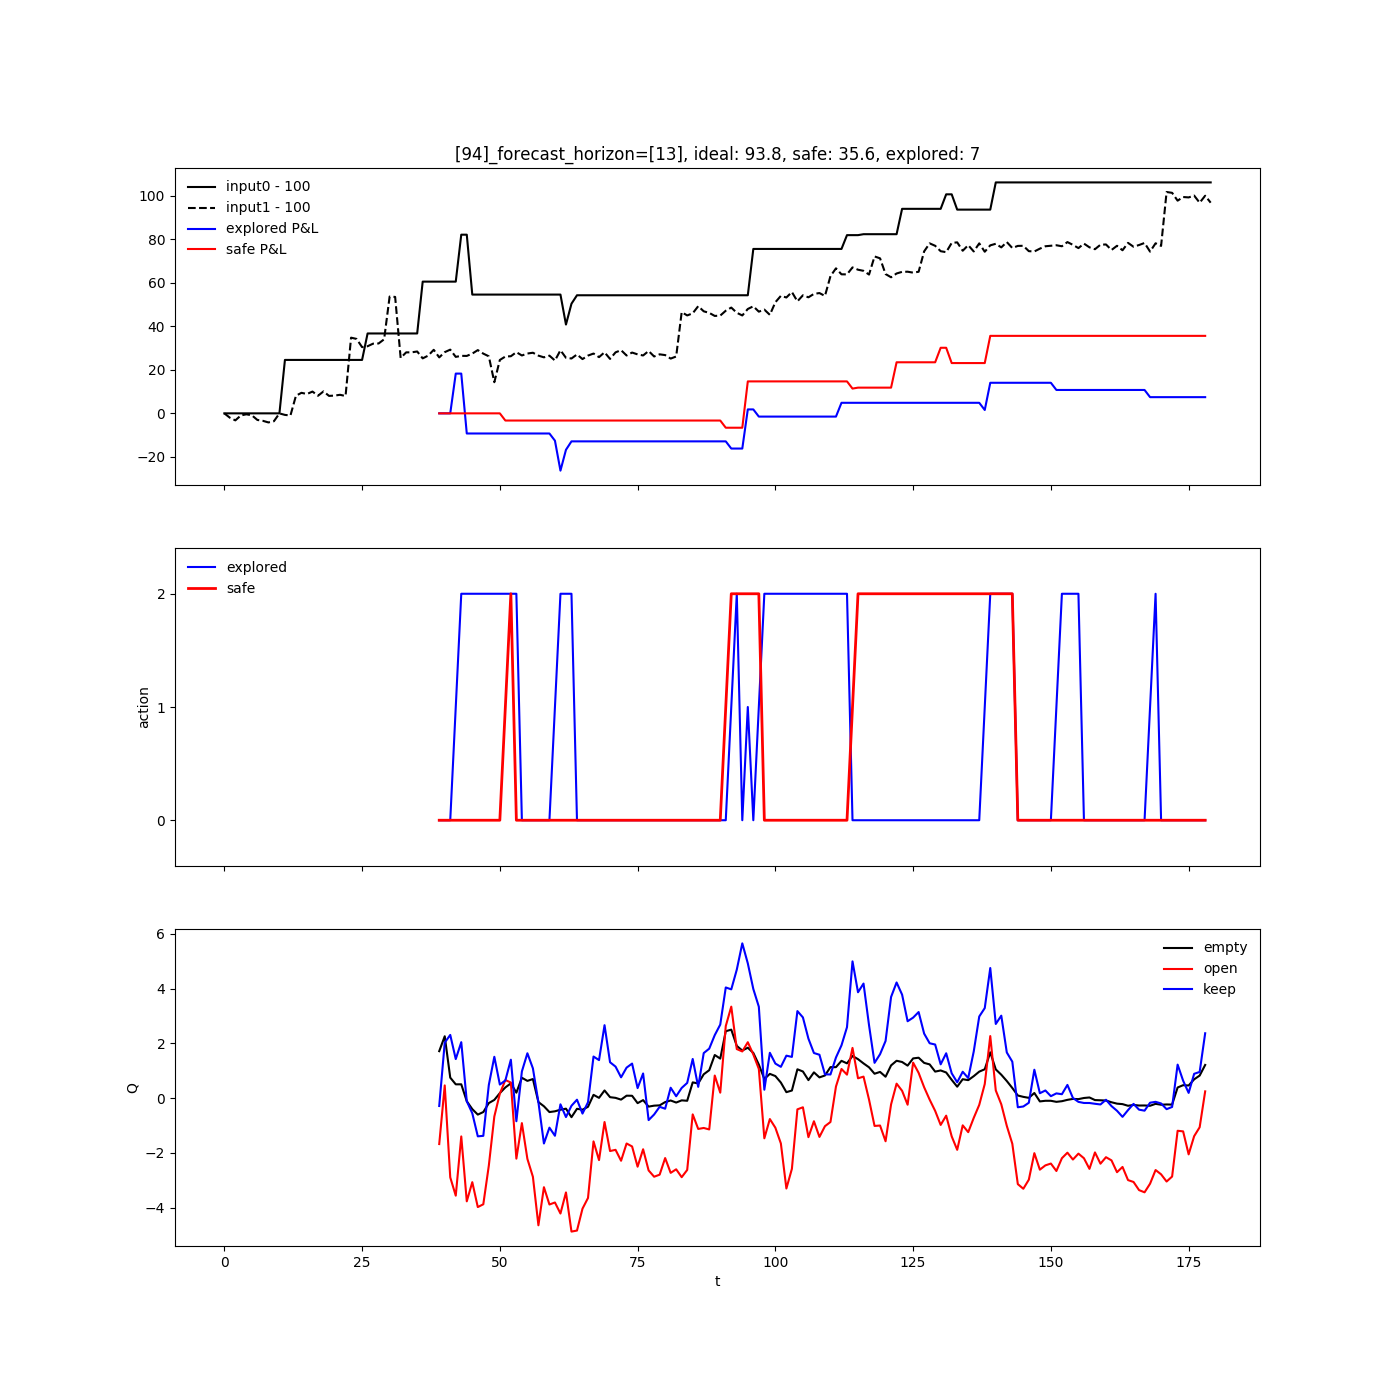 [94]_forecast_horizon=[13], ideal: 93.8, safe: 35.6, explored: 7
input0 - 100
input1 - 100
explored P&L
safe P&L
100
80
60
40
20
0
−20
explored
safe
2
1
0
action
empty
open
keep
6
4
2
0
−2
−4
Q
0 25 50 75 100 125 150 175
t